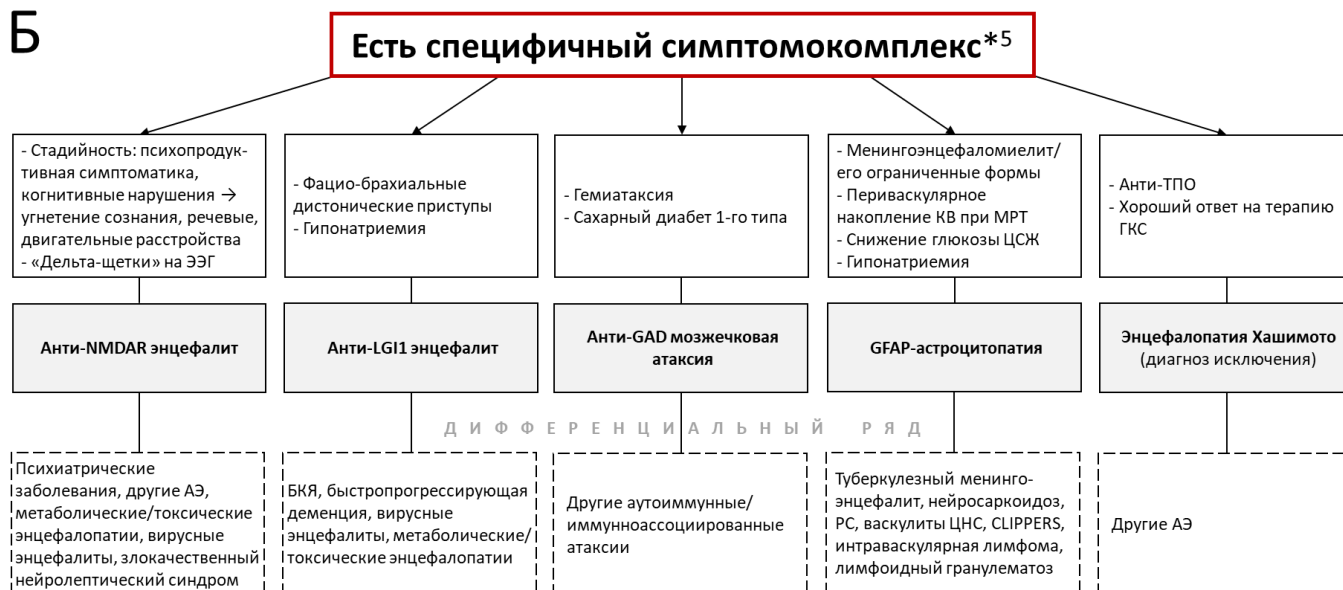 Б
Есть специфичный симптомокомплекс*5
- Стадийность: психопродук-
тивная симптоматика,
когнитивные нарушения →
угнетение сознания, речевые,
двигательные расстройства
- «Дельта-щетки» на ЭЭГ
- Фацио-брахиальные
дистонические приступы
- Гипонатриемия
- Гемиатаксия
- Сахарный диабет 1-го типа
- Менингоэнцефаломиелит/
его ограниченные формы
- Периваскулярное
накопление КВ при МРТ
- Снижение глюкозы ЦСЖ
- Гипонатриемия
- Анти-ТПО
- Хороший ответ на терапию
ГКС
Анти-NMDAR энцефалит
Анти-LGI1 энцефалит
Анти-GAD мозжечковая
атаксия
GFAP-астроцитопатия
Энцефалопатия Хашимото
(диагноз исключения)
ДИФФЕРЕНЦИАЛЬНЫЙ РЯД
Психиатрические
заболевания, другие АЭ,
метаболические/токсические
энцефалопатии, вирусные
энцефалиты, злокачественный
нейролептический синдром
БКЯ, быстропрогрессирующая
деменция, вирусные
энцефалиты, метаболические/
токсические энцефалопатии
Другие аутоиммунные/
иммунноассоциированные
атаксии
Туберкулезный менинго-
энцефалит, нейросаркоидоз,
РС, васкулиты ЦНС, CLIPPERS,
интраваскулярная лимфома,
лимфоидный гранулематоз
Другие АЭ